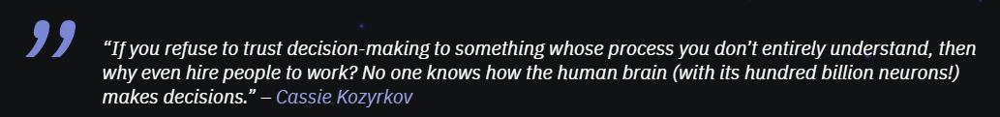 “If you refuse to trust decision-making to something whose process you don’t entirely understand, then
why even hire people to work? No one knows how the human brain (with its hundred billion neurons!)
makes decisions.” – Cassie Kozyrkov